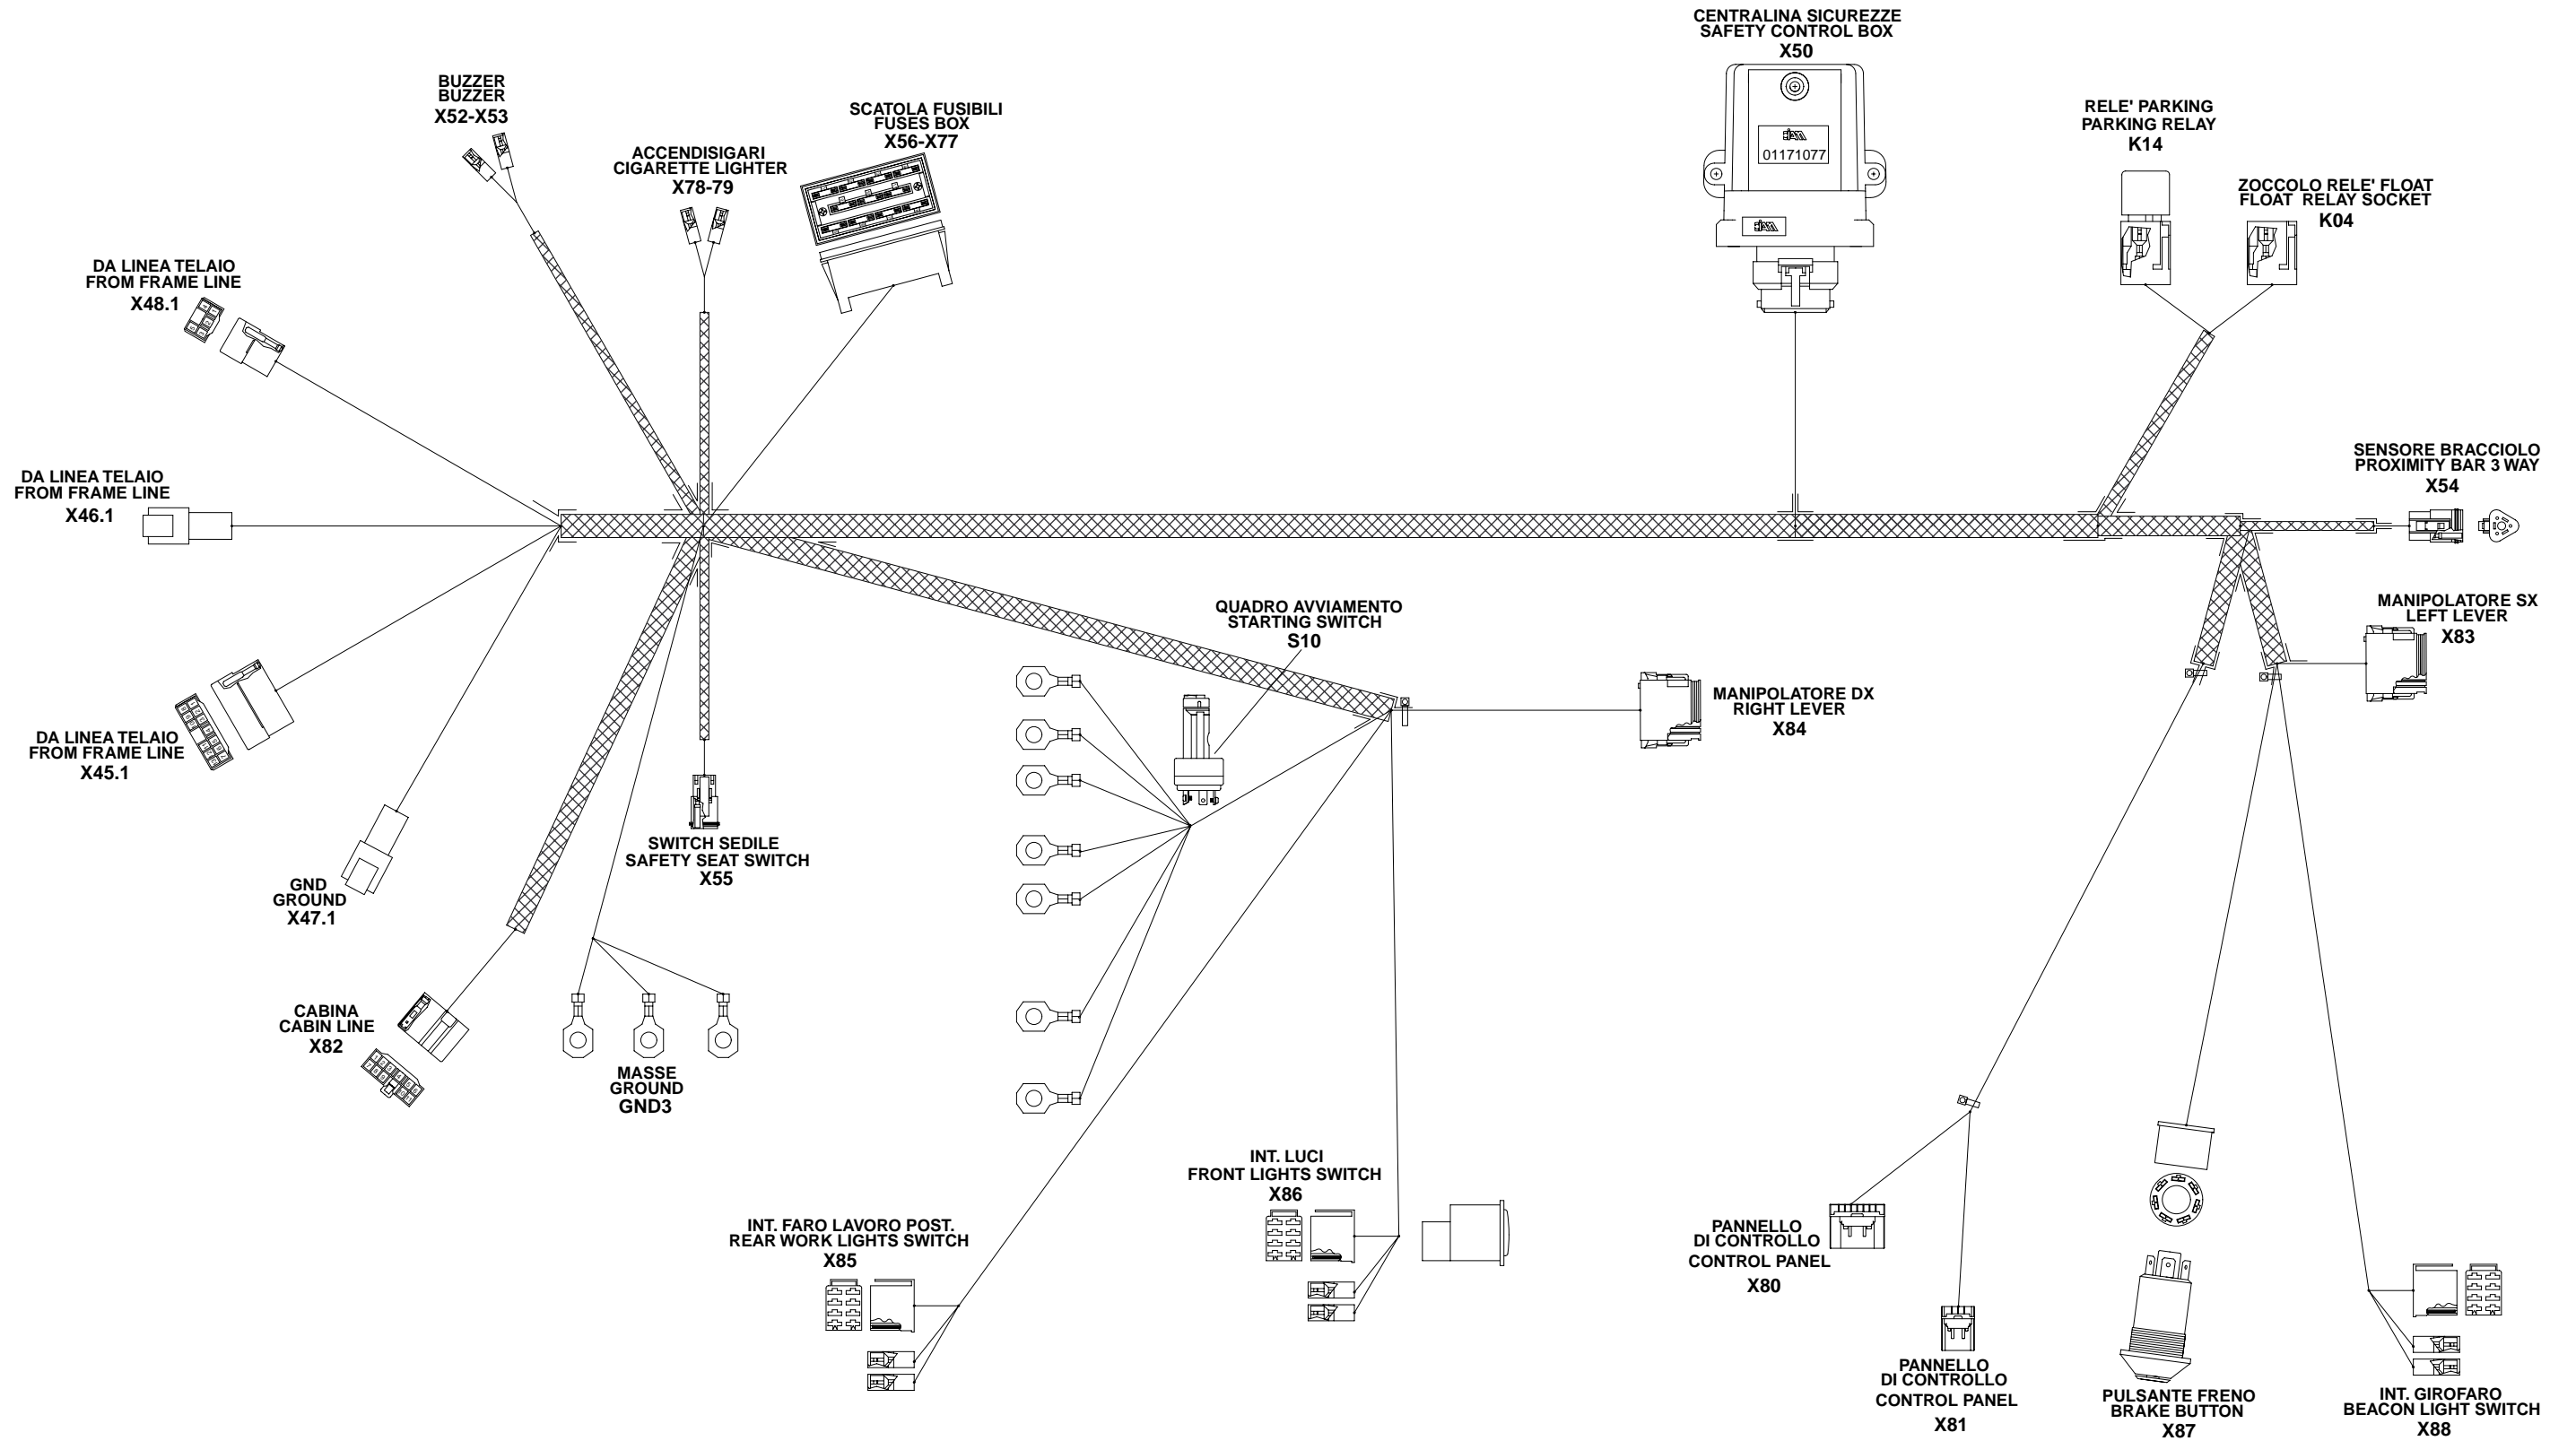 CENTRALINA SICUREZZE
SAFETY CONTROL BOX
X50
01171077
BUZZER
BUZZER
X52-X53
SCATOLA FUSIBILI
FUSES BOX
X56-X77
ACCENDISIGARI
CIGARETTE LIGHTER
X78-79
RELE' PARKING
PARKING RELAY
K14
ZOCCOLO RELE' FLOAT
FLOAT RELAY SOCKET
K04
DA LINEA TELAIO
FROM FRAME LINE
X48.1
DA LINEA TELAIO
FROM FRAME LINE
X46.1
SENSORE BRACCIOLO
PROXIMITY BAR 3 WAY
X54
QUADRO AVVIAMENTO
STARTING SWITCH
S10
MANIPOLATORE SX
LEFT LEVER
X83
MANIPOLATORE DX
RIGHT LEVER
X84
DA LINEA TELAIO
FROM FRAME LINE
X45.1
SWITCH SEDILE
SAFETY SEAT SWITCH
X55
GND
GROUND
X47.1
CABINA
CABIN LINE
X82
MASSE
GROUND
GND3
INT. LUCI
FRONT LIGHTS SWITCH
X86
INT. FARO LAVORO POST.
REAR WORK LIGHTS SWITCH
X85
PANNELLO
DI CONTROLLO
CONTROL PANEL
X80
PANNELLO
DI CONTROLLO
CONTROL PANEL
X81
PULSANTE FRENO
BRAKE BUTTON
X87
INT. GIROFARO
BEACON LIGHT SWITCH
X88